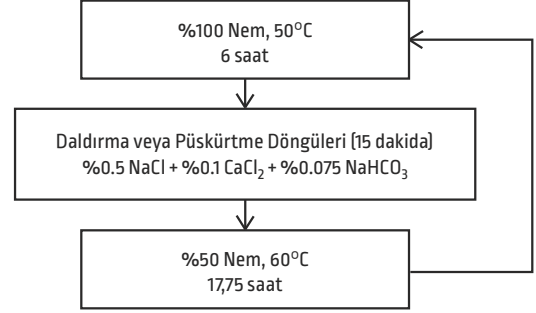 %100 Nem, 50°C
6 saat
Daldırma veya Püskürtme Döngüleri (15 dakida)
%0.5 NaCl + %0.1 CaCl₂ + %0.075 NaHCO₃
%50 Nem, 60°C
17,75 saat